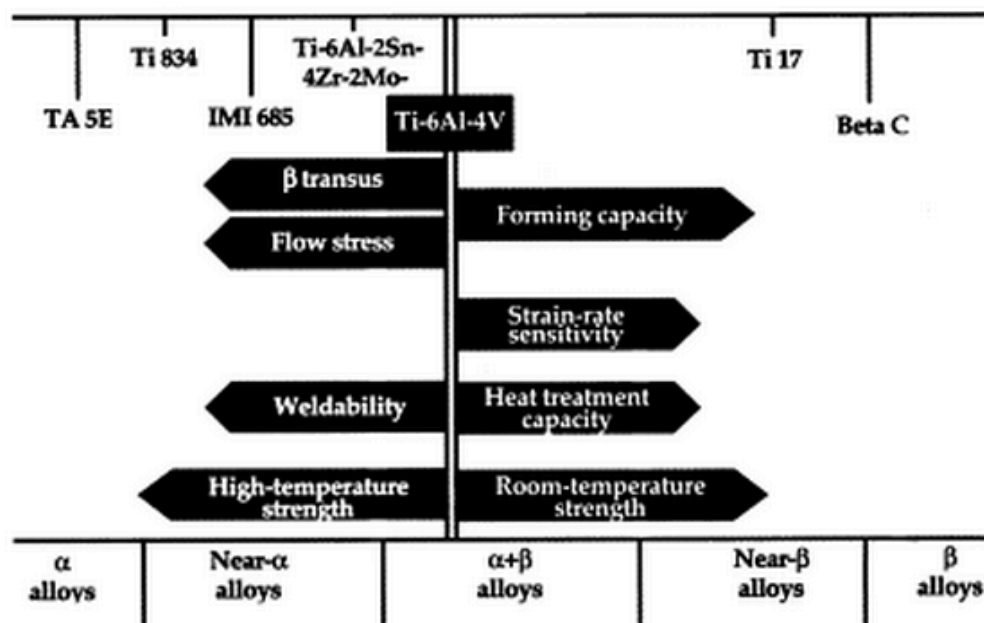 Ti 834
Ti-6Al-2Sn-
4Zr-2Mo-
Ti 17
TA 5E
IMI 685
Ti-6Al-4V
Beta C
β transus
Forming capacity
Flow stress
Strain-rate
sensitivity
Weldability
Heat treatment
capacity
High-temperature
strength
Room-temperature
strength
α
alloys
Near-α
alloys
α+β
alloys
Near-β
alloys
β
alloys